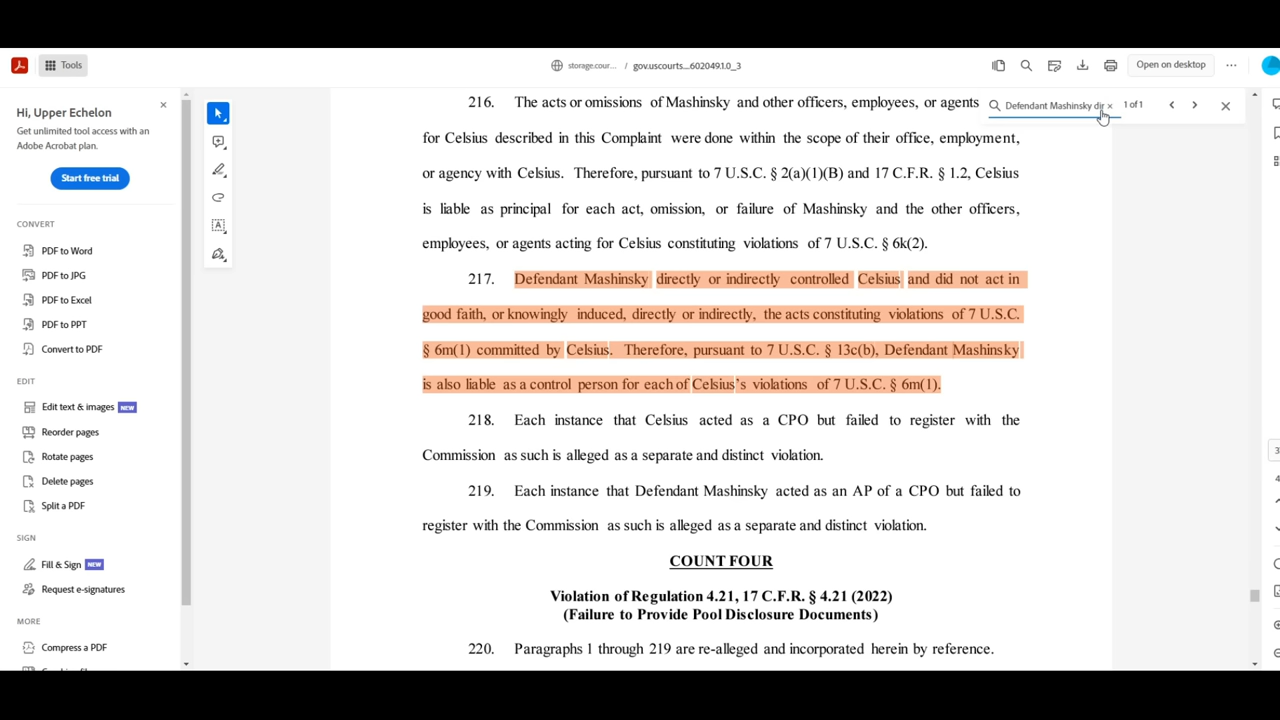 Tools
storage.cour... / gov.uscourts...6020491.0_3
Open on desktop
Hi, Upper Echelon
Get unlimited tool access with an
Adobe Acrobat plan.
Start free trial
CONVERT
PDF to Word
PDF to JPG
PDF to Excel
PDF to PPT
Convert to PDF
EDIT
Edit text & images NEW
Reorder pages
Rotate pages
Delete pages
Split a PDF
SIGN
Fill & Sign NEW
Request e-signatures
MORE
Compress a PDF
Defendant Mashinsky dir 1 of 1
216. The acts or omissions of Mashinsky and other officers, employees, or agents
for Celsius described in this Complaint were done within the scope of their office, employment,
or agency with Celsius. Therefore, pursuant to 7 U.S.C. § 2(a)(1)(B) and 17 C.F.R. § 1.2, Celsius
is liable as principal for each act, omission, or failure of Mashinsky and the other officers,
employees, or agents acting for Celsius constituting violations of 7 U.S.C. § 6k(2).
217. Defendant Mashinsky directly or indirectly controlled Celsius and did not act in
good faith, or knowingly induced, directly or indirectly, the acts constituting violations of 7 U.S.C.
§ 6m(1) committed by Celsius. Therefore, pursuant to 7 U.S.C. § 13c(b), Defendant Mashinsky
is also liable as a control person for each of Celsius's violations of 7 U.S.C. § 6m(1).
218. Each instance that Celsius acted as a CPO but failed to register with the
Commission as such is alleged as a separate and distinct violation.
219. Each instance that Defendant Mashinsky acted as an AP of a CPO but failed to
register with the Commission as such is alleged as a separate and distinct violation.
COUNT FOUR
Violation of Regulation 4.21, 17 C.F.R. § 4.21 (2022)
(Failure to Provide Pool Disclosure Documents)
220. Paragraphs 1 through 219 are re-alleged and incorporated herein by reference.